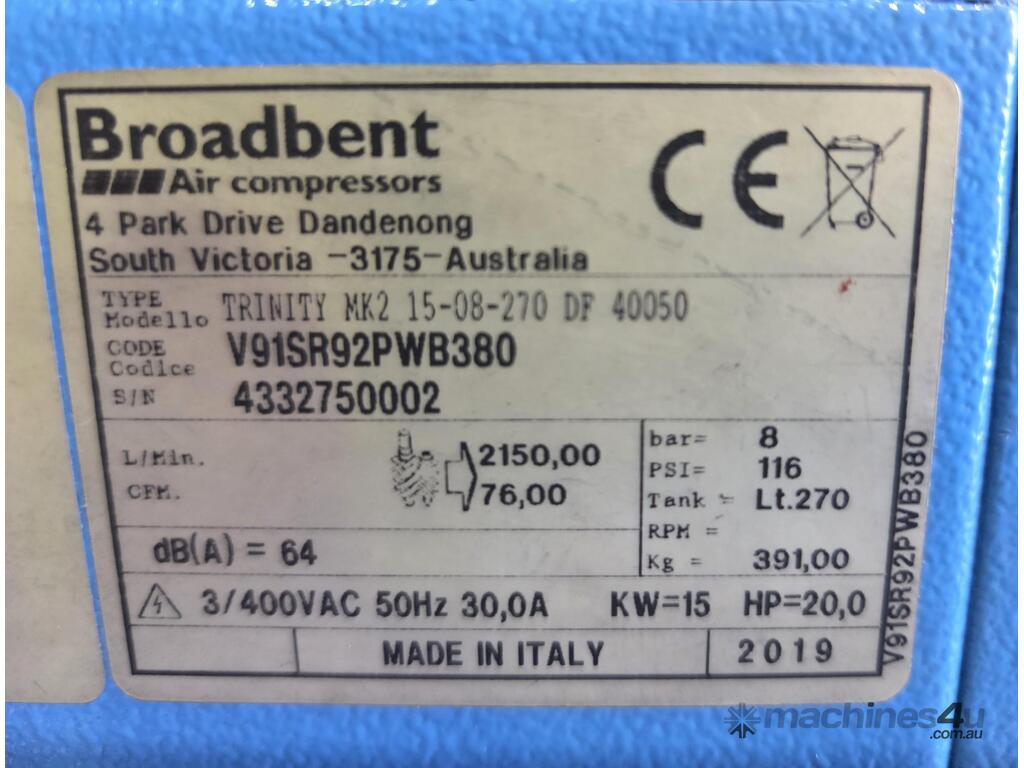 Broadbent
Air compressors
4 Park Drive Dandenong
South Victoria -3175- Australia
TYPE
Modello TRINITY MK2 15-08-270 DF 40050
CODE
Codice V91SR92PWB380
S/N 4332750002
L/Min. 2150,00
CFM. 76,00
bar= 8
PSI= 116
Tank = Lt.270
RPM =
Kg = 391,00
dB(A) = 64
3/400VAC 50Hz 30,0A KW=15 HP=20,0
MADE IN ITALY 2019
V91SR92PWB380
CE
machines4u
.com.au